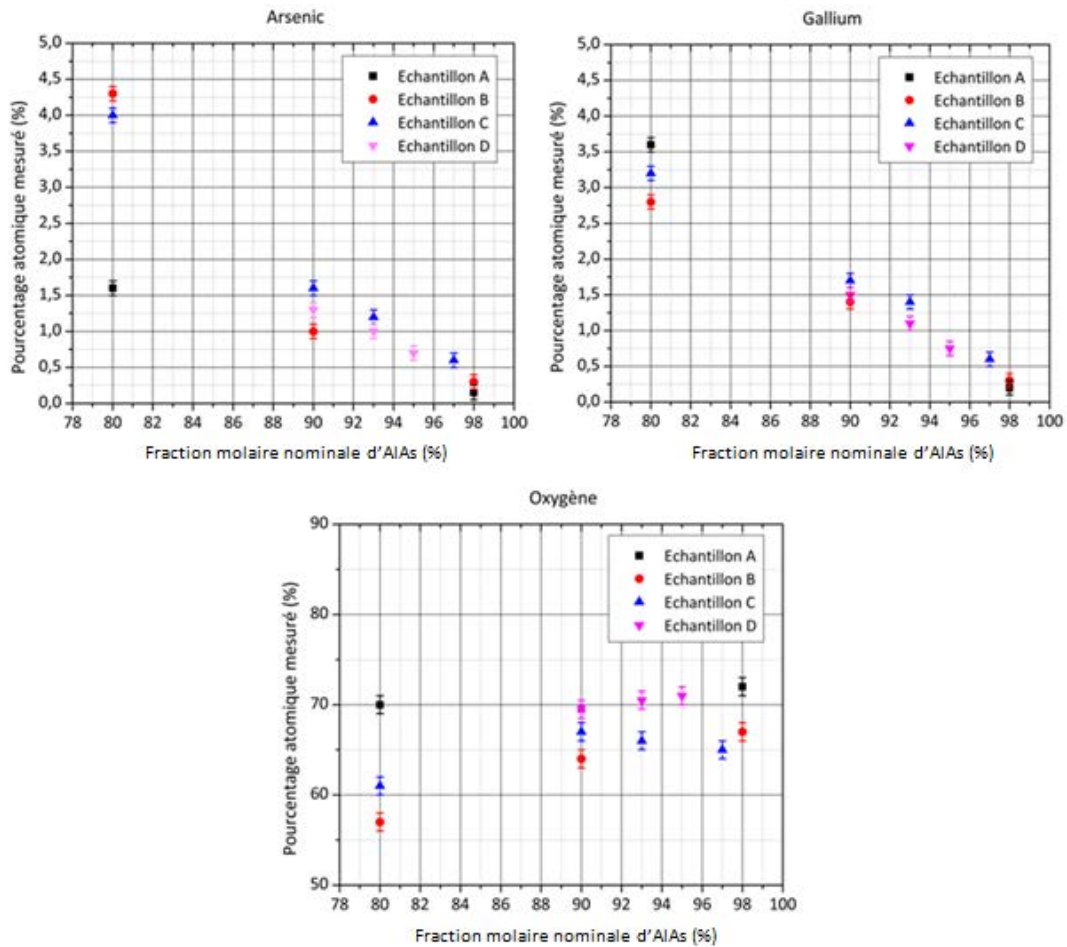 Arsenic
Pourcentage atomique mesuré (%)
5,0
4,5
4,0
3,5
3,0
2,5
2,0
1,5
1,0
0,5
0,0
Echantillon A
Echantillon B
Echantillon C
Echantillon D
78 80 82 84 86 88 90 92 94 96 98 100
Fraction molaire nominale d'AlAs (%)
Gallium
Pourcentage atomique mesuré (%)
5,0
4,5
4,0
3,5
3,0
2,5
2,0
1,5
1,0
0,5
0,0
Echantillon A
Echantillon B
Echantillon C
Echantillon D
78 80 82 84 86 88 90 92 94 96 98 100
Fraction molaire nominale d'AlAs (%)
Oxygène
Pourcentage atomique mesuré (%)
90
80
70
60
50
Echantillon A
Echantillon B
Echantillon C
Echantillon D
78 80 82 84 86 88 90 92 94 96 98 100
Fraction molaire nominale d'AlAs (%)